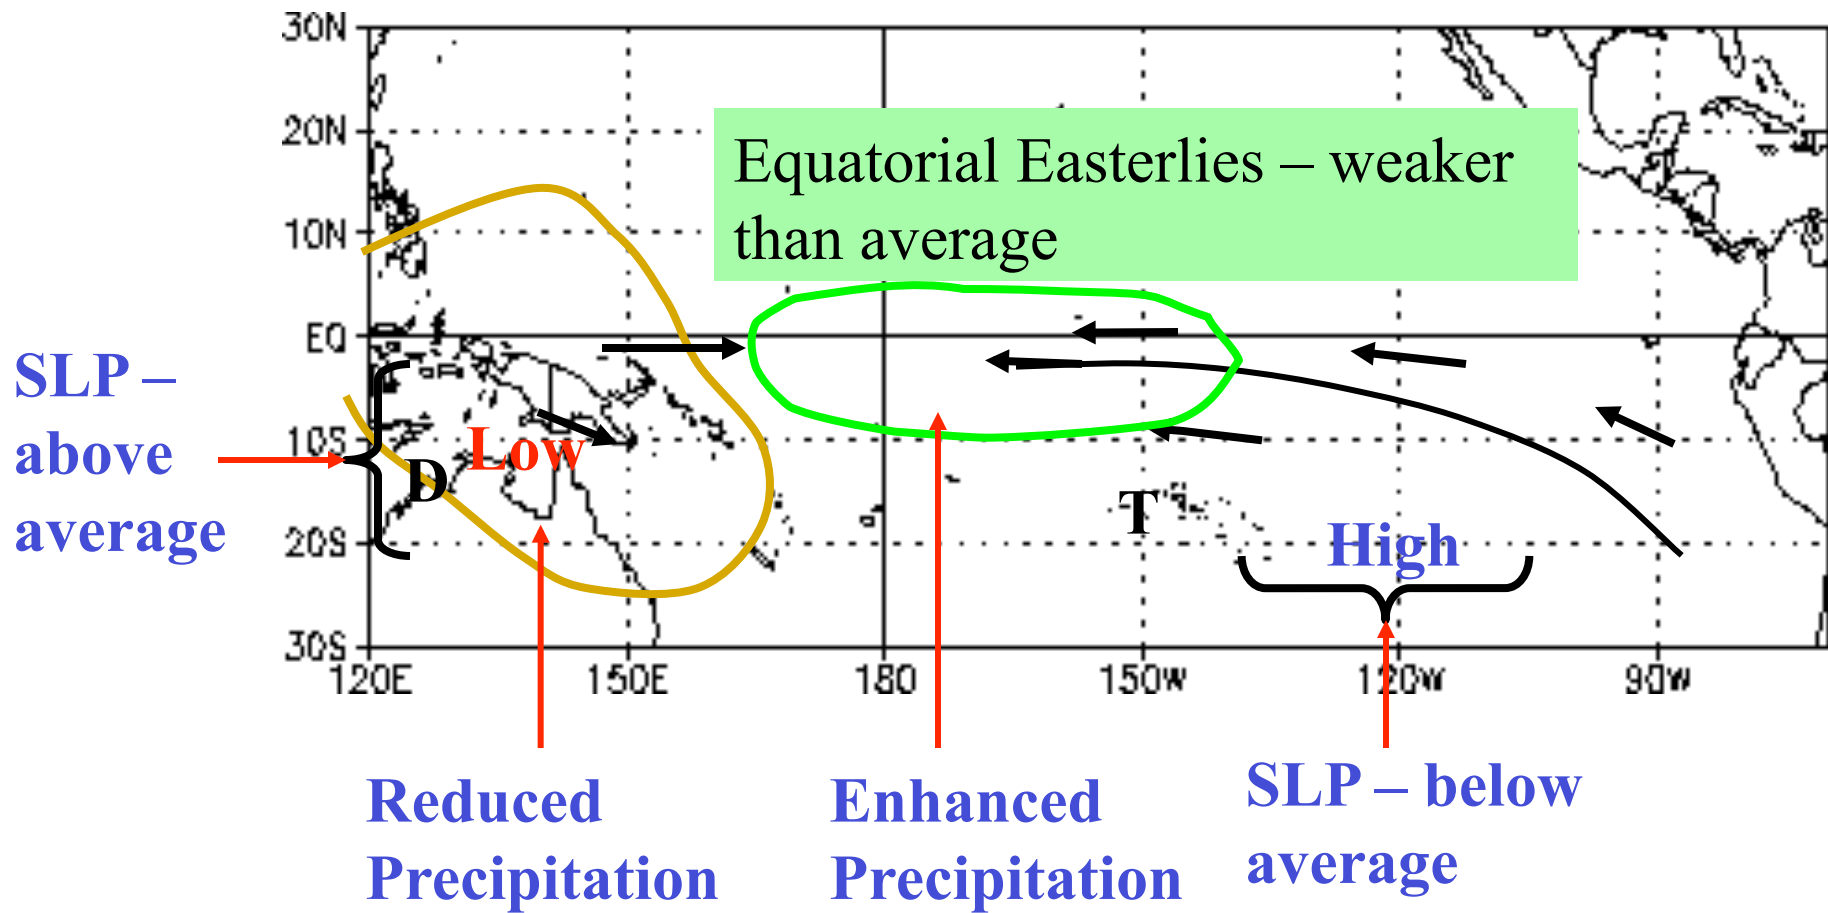 30N
20N
Equatorial Easterlies – weaker
than average
10N
EQ
SLP –
above
average
10S
D
Low
T
20S
High
30S
120E 150E 180 150W 120W 90W
Reduced
Precipitation
Enhanced
Precipitation
SLP – below
average